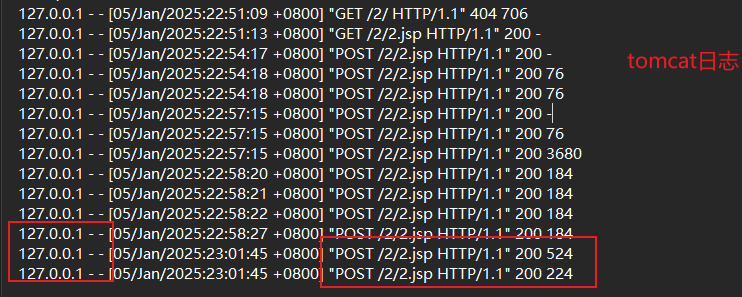 127.0.0.1 - - [05/Jan/2025:22:51:09 +0800] "GET /2/ HTTP/1.1" 404 706
127.0.0.1 - - [05/Jan/2025:22:51:13 +0800] "GET /2/2.jsp HTTP/1.1" 200 -
127.0.0.1 - - [05/Jan/2025:22:54:17 +0800] "POST /2/2.jsp HTTP/1.1" 200 -
tomcat日志
127.0.0.1 - - [05/Jan/2025:22:54:18 +0800] "POST /2/2.jsp HTTP/1.1" 200 76
127.0.0.1 - - [05/Jan/2025:22:54:18 +0800] "POST /2/2.jsp HTTP/1.1" 200 76
127.0.0.1 - - [05/Jan/2025:22:57:15 +0800] "POST /2/2.jsp HTTP/1.1" 200 -
127.0.0.1 - - [05/Jan/2025:22:57:15 +0800] "POST /2/2.jsp HTTP/1.1" 200 76
127.0.0.1 - - [05/Jan/2025:22:57:15 +0800] "POST /2/2.jsp HTTP/1.1" 200 3680
127.0.0.1 - - [05/Jan/2025:22:58:20 +0800] "POST /2/2.jsp HTTP/1.1" 200 184
127.0.0.1 - - [05/Jan/2025:22:58:21 +0800] "POST /2/2.jsp HTTP/1.1" 200 184
127.0.0.1 - - [05/Jan/2025:22:58:22 +0800] "POST /2/2.jsp HTTP/1.1" 200 184
127.0.0.1 - - [05/Jan/2025:22:58:27 +0800] "POST /2/2.jsp HTTP/1.1" 200 184
127.0.0.1 - - [05/Jan/2025:23:01:45 +0800] "POST /2/2.jsp HTTP/1.1" 200 524
127.0.0.1 - - [05/Jan/2025:23:01:45 +0800] "POST /2/2.jsp HTTP/1.1" 200 224